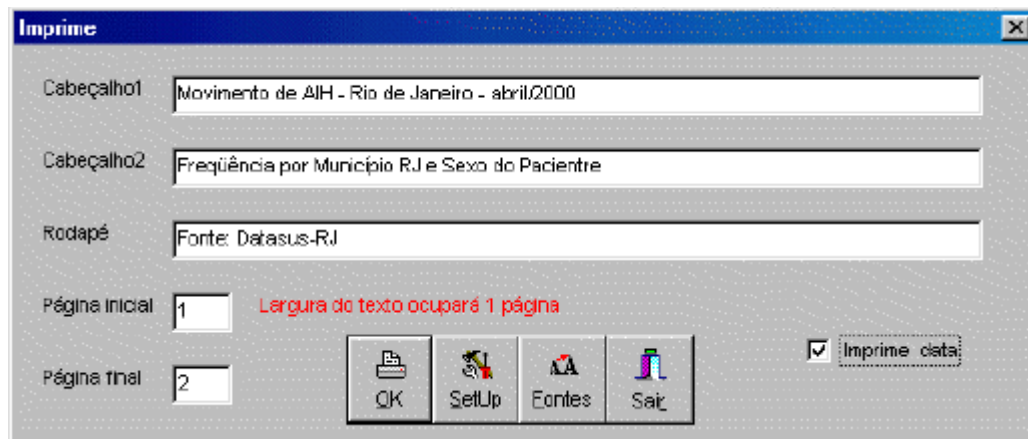 Imprime
Cabeçalho1
Movimento de AIH - Rio de Janeiro - abril/2000
Cabeçalho2
Freqüência por Município RJ e Sexo do Pacientre
Rodapé
Fonte: Datasus-RJ
Página inicial
1
Largura do texto ocupará 1 página
Imprime data
Página final
2
OK
SetUp
Fontes
Sair